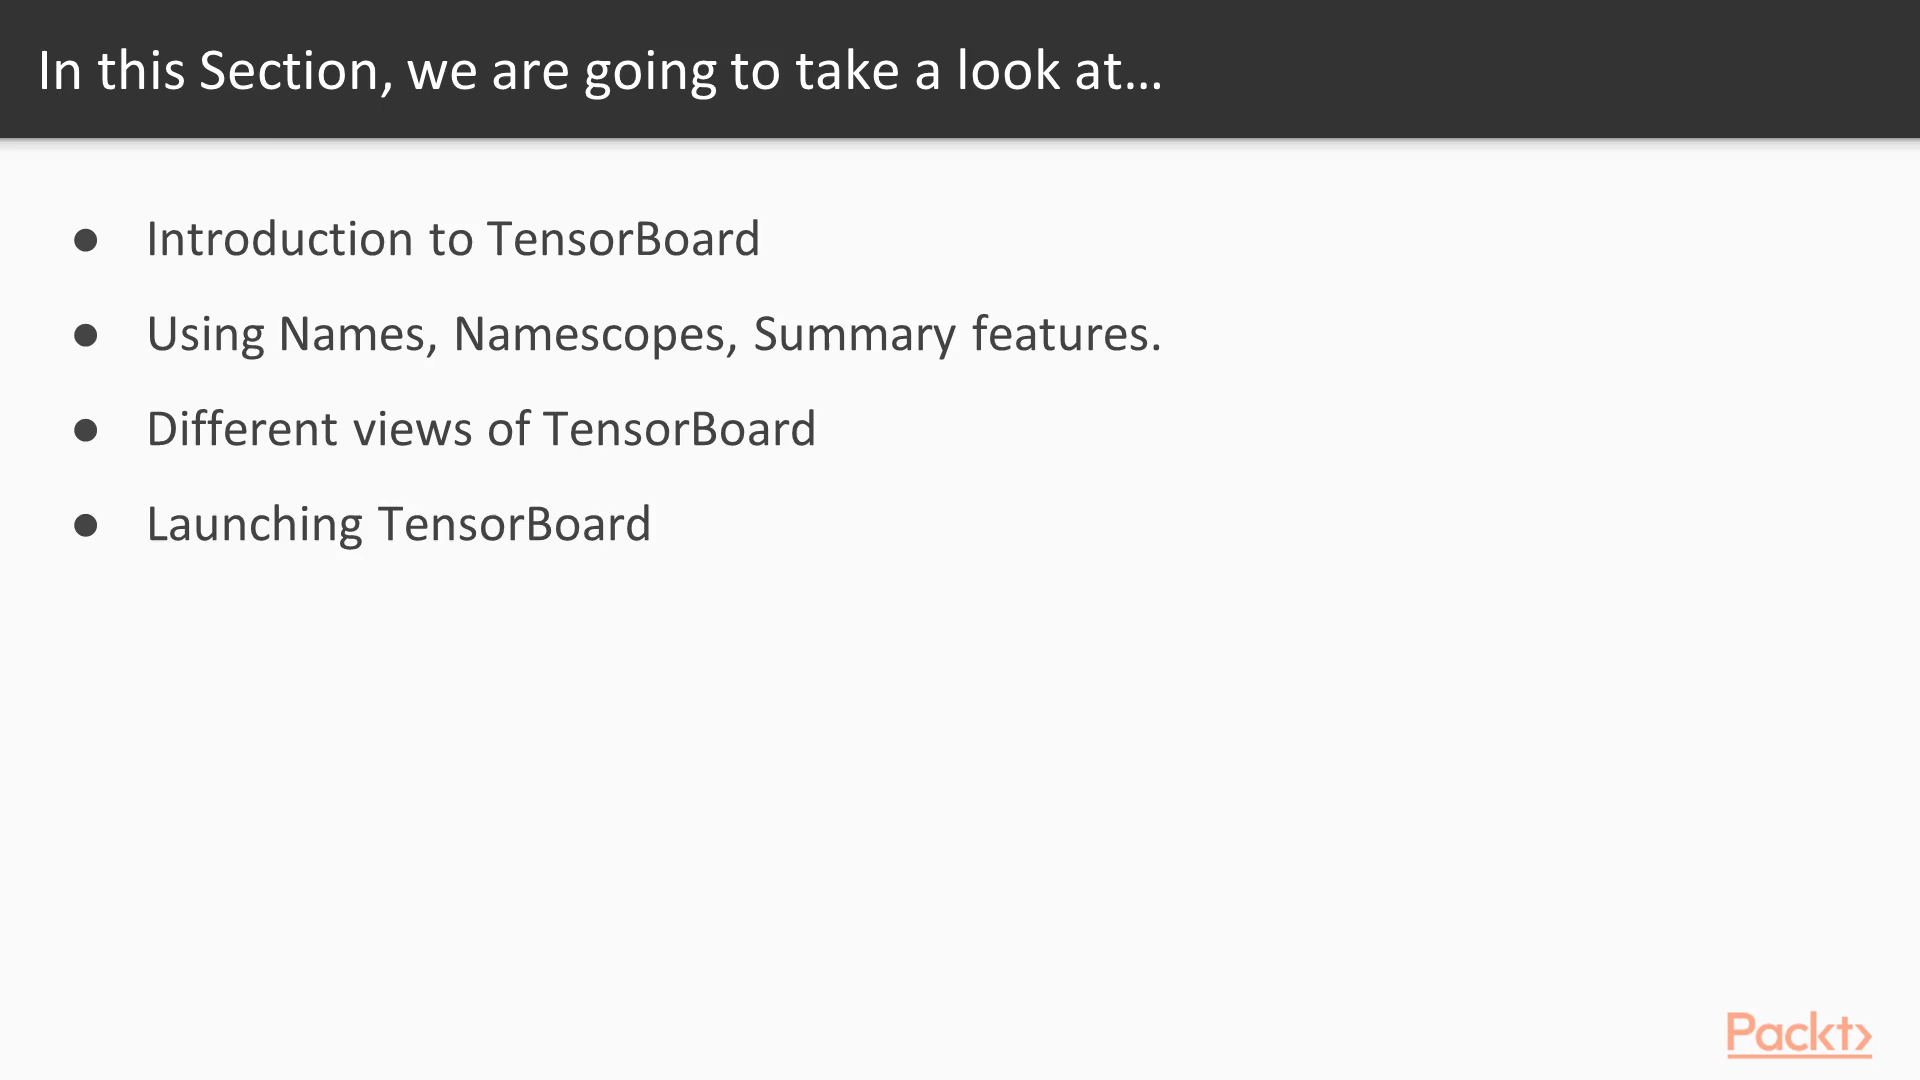 In this Section, we are going to take a look at…
● Introduction to TensorBoard
● Using Names, Namescopes, Summary features.
● Different views of TensorBoard
● Launching TensorBoard
Packt>